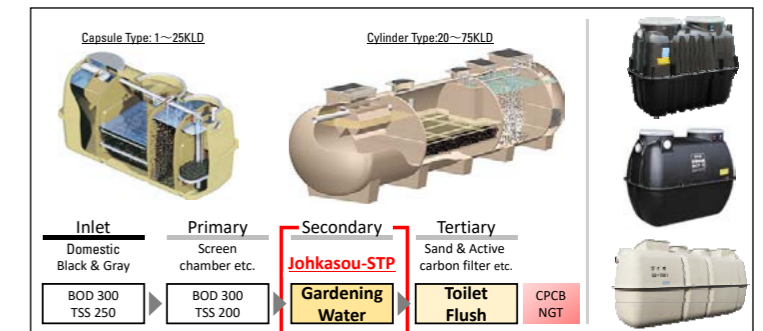 Capsule Type: 1～25KLD
Cylinder Type:20～75KLD
Inlet
Domestic
Black & Gray
BOD 300
TSS 250
Primary
Screen
chamber etc.
BOD 300
TSS 200
Secondary
Johkasou-STP
Gardening
Water
Tertiary
Sand & Active
carbon filter etc.
Toilet
Flush
CPCB
NGT